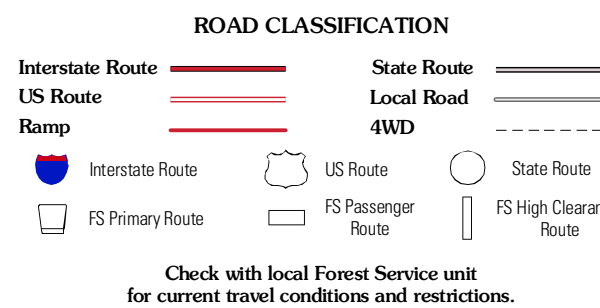 ROAD CLASSIFICATION
Interstate Route
State Route
US Route
Local Road
Ramp
4WD
Interstate Route
US Route
State Route
FS Primary Route
FS Passenger
Route
FS High
Route
Check with local Forest Service unit
for current travel conditions and restrictions.